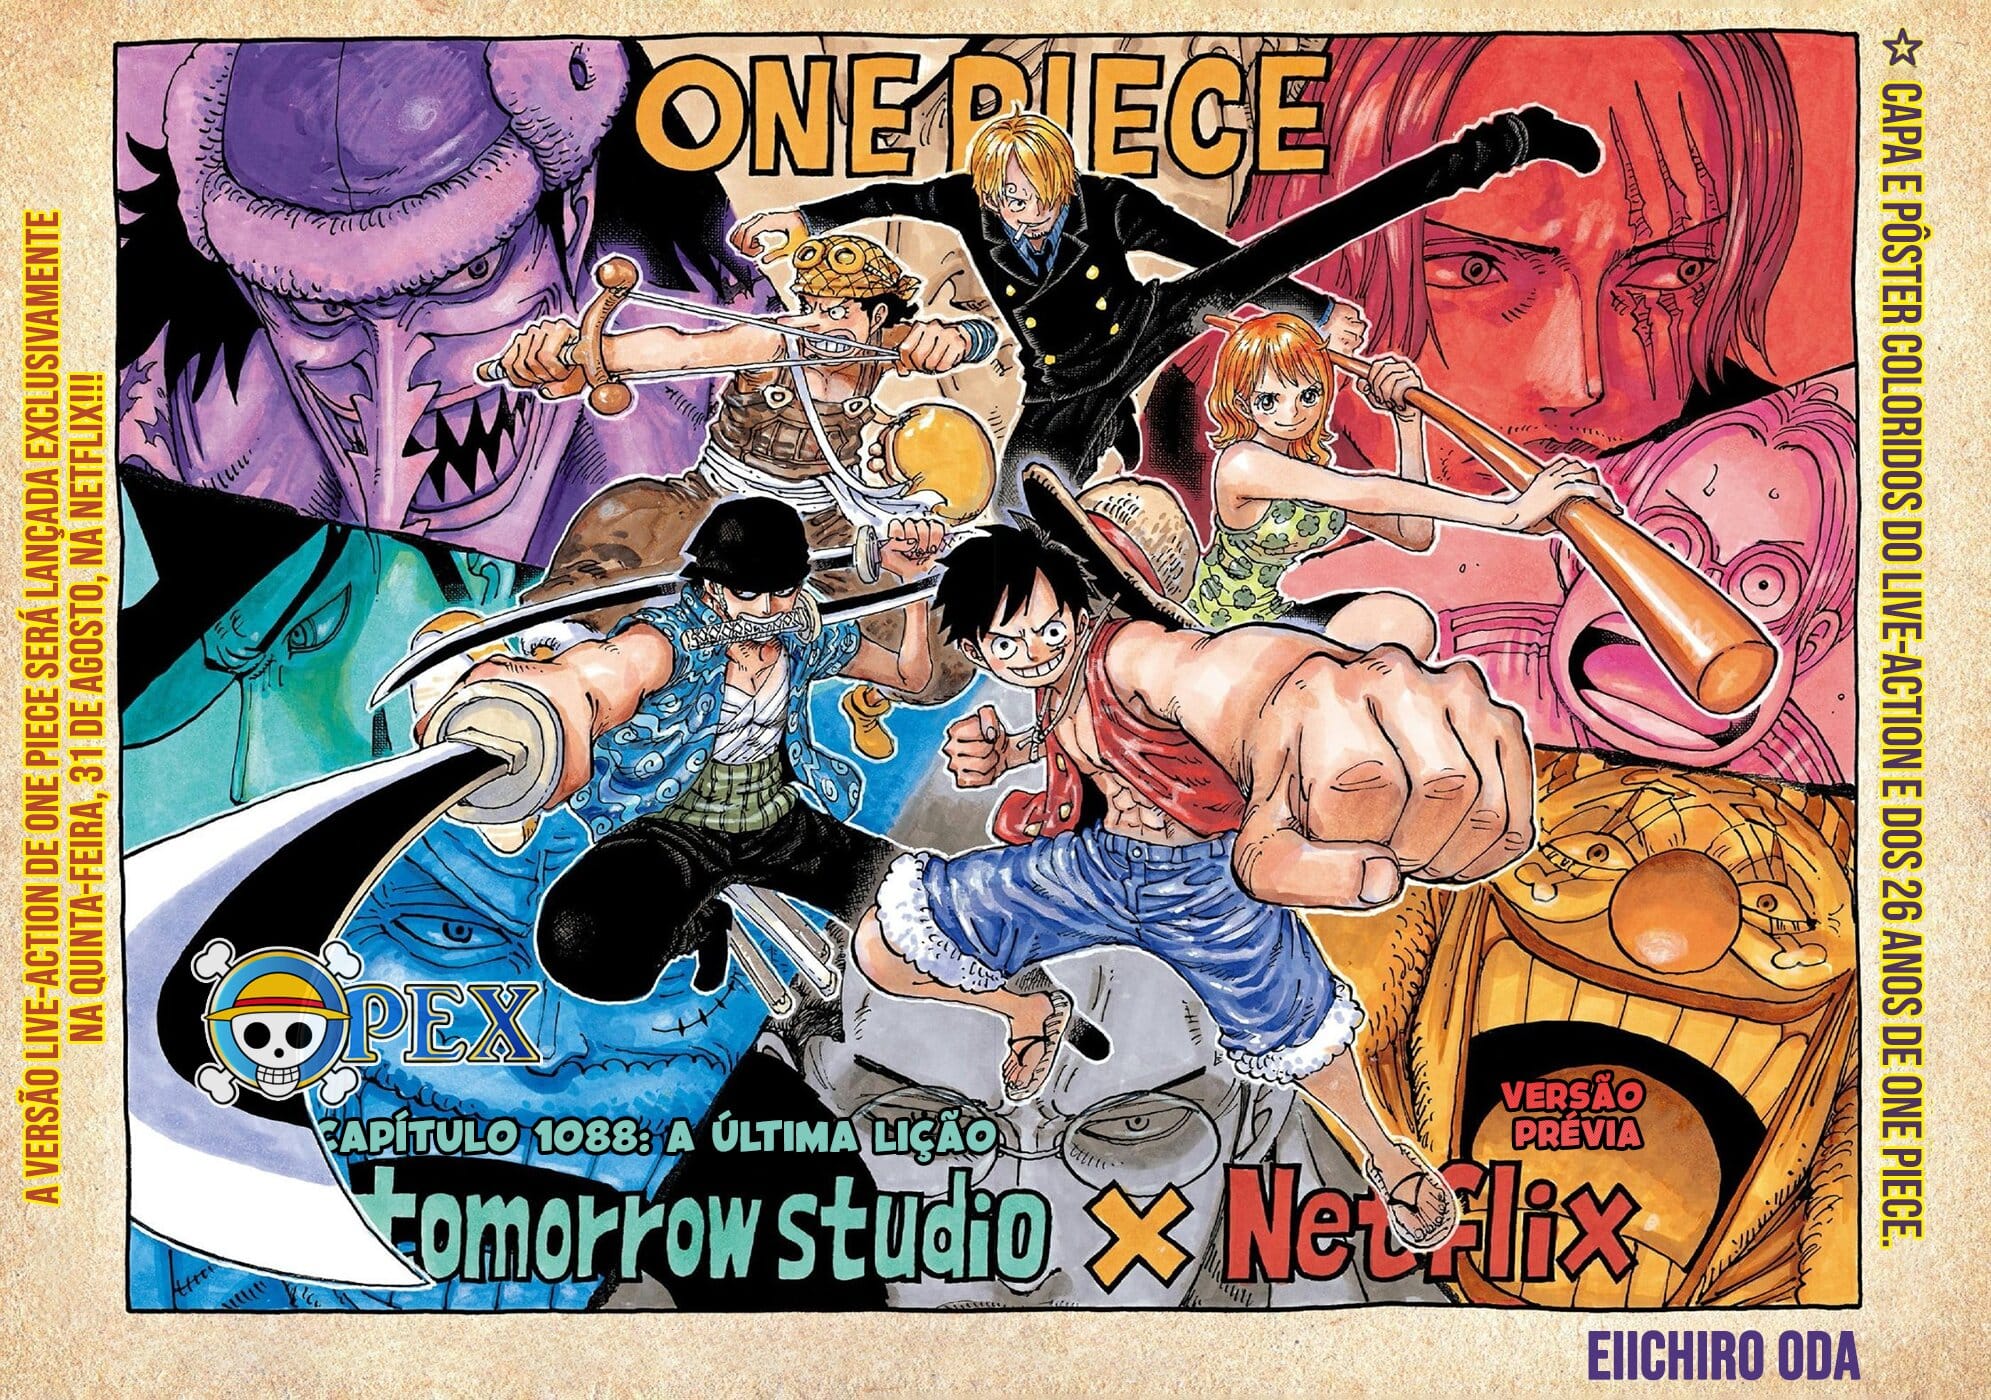 ONE PIECE
A VERSÃO LIVE-ACTION DE ONE PIECE SERÁ LANÇADA EXCLUSIVAMENTE
NA QUINTA-FEIRA, 31 DE AGOSTO, NA NETFLIX!!!
☆ CAPA E PÔSTER COLORIDOS DO LIVE-ACTION E DOS 26 ANOS DE ONE PIECE.
OPEX
CAPÍTULO 1088: A ÚLTIMA LIÇÃO
VERSÃO
PRÉVIA
tomorrow studio × Netflix
EIICHIRO ODA